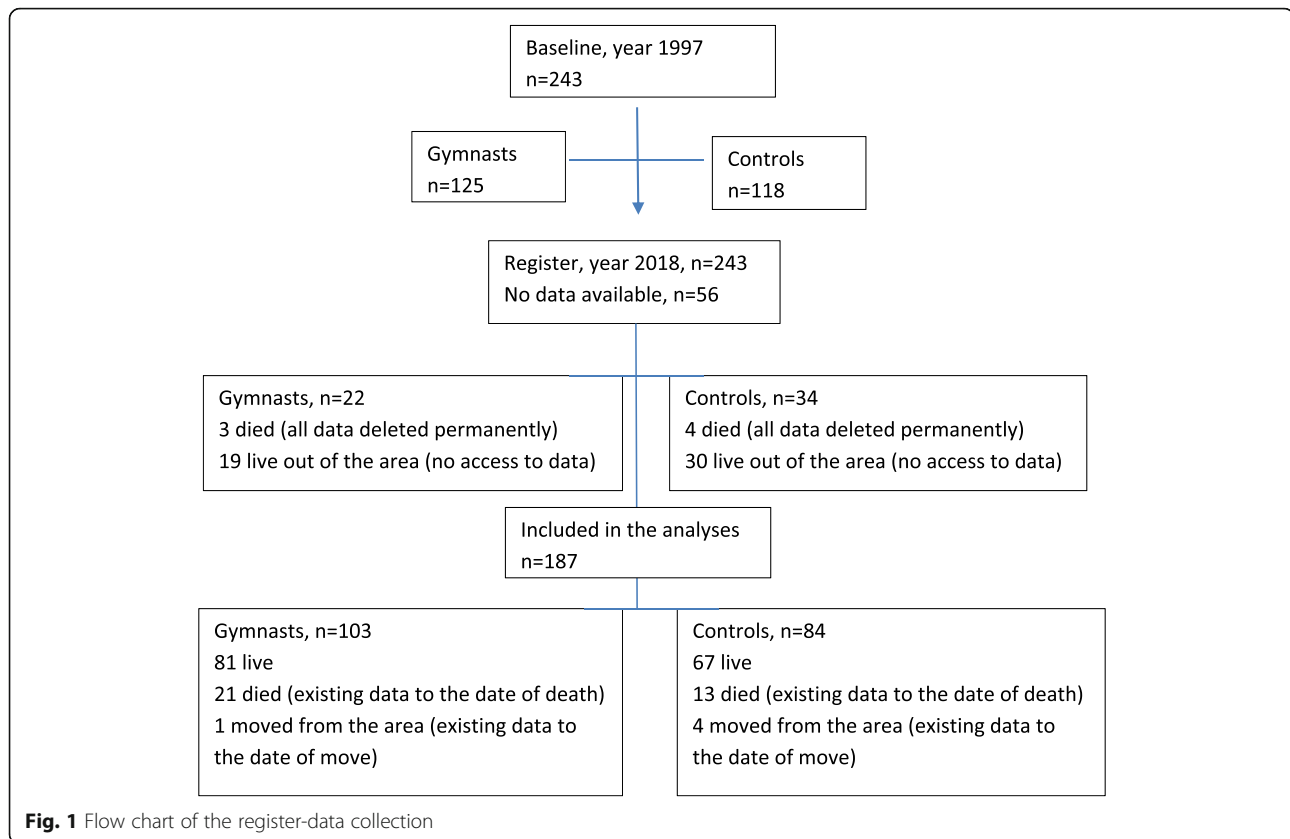 Baseline, year 1997
n=243
Gymnasts
n=125
Controls
n=118
Register, year 2018, n=243
No data available, n=56
Gymnasts, n=22
3 died (all data deleted permanently)
19 live out of the area (no access to data)
Controls, n=34
4 died (all data deleted permanently)
30 live out of the area (no access to data)
Included in the analyses
n=187
Gymnasts, n=103
81 live
21 died (existing data to the date of death)
1 moved from the area (existing data to
the date of move)
Controls, n=84
67 live
13 died (existing data to the date of death)
4 moved from the area (existing data to
the date of move)
Fig. 1 Flow chart of the register-data collection